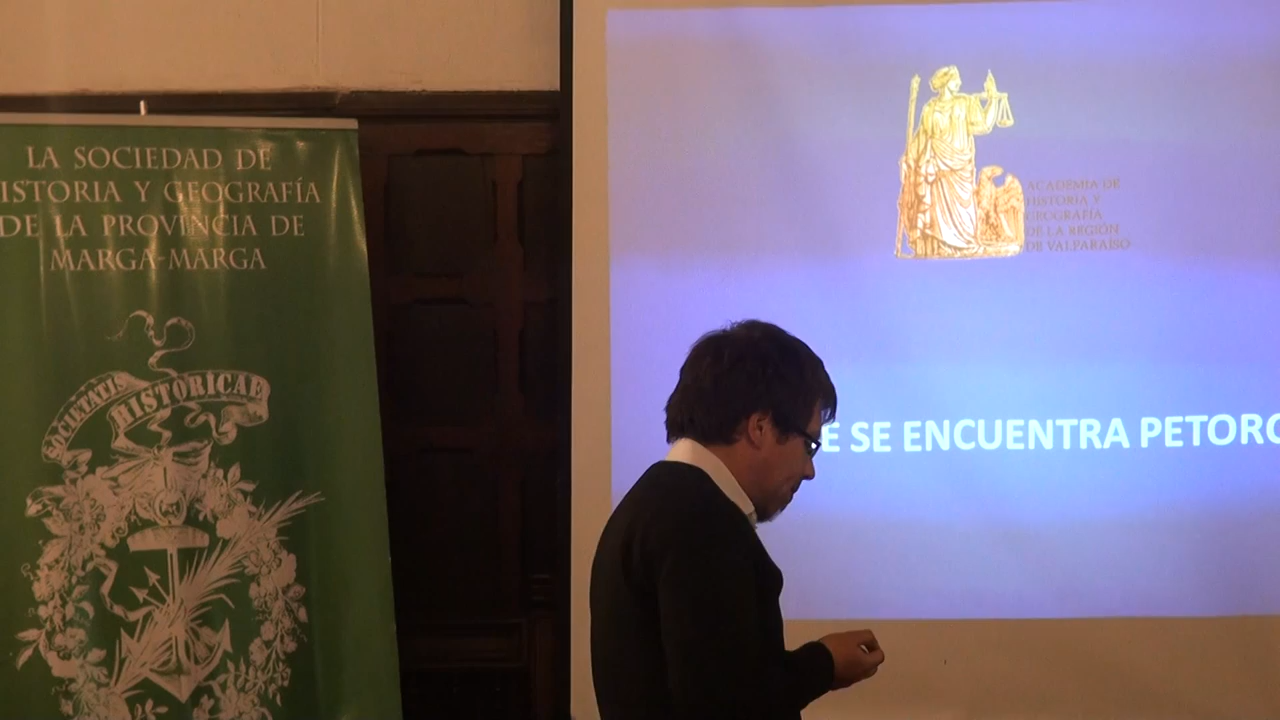 LA SOCIEDAD DE
ISTORIA Y GEOGRAFÍA
DE LA PROVINCIA DE
MARGA-MARGA
SOCIETATIS
HISTORICAE
ACADEMIA DE
HISTORIA Y
GEOGRAFÍA
DE LA REGIÓN
DE VALPARAÍSO
E SE ENCUENTRA PETORC